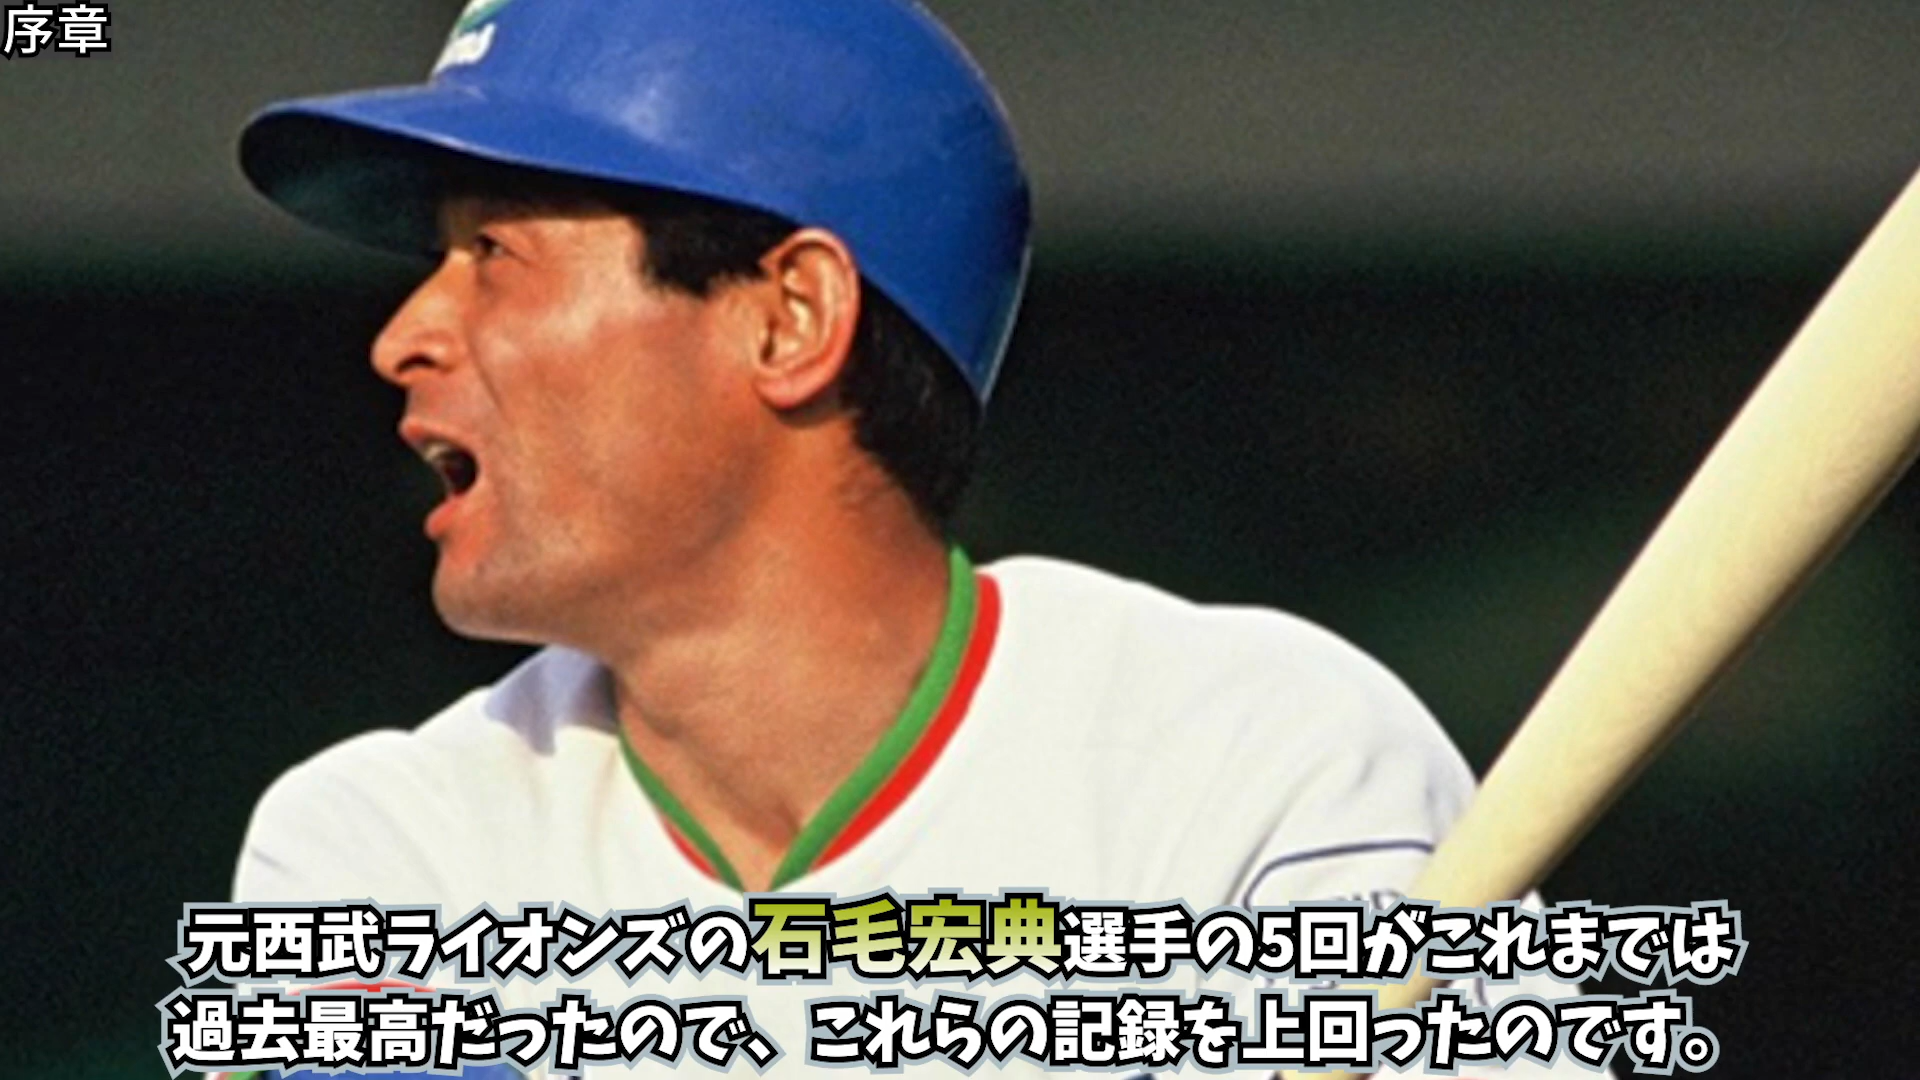 序章
元西武ライオンズの石毛宏典選手の5回がこれまでは
過去最高だったので、これらの記録を上回ったのです。